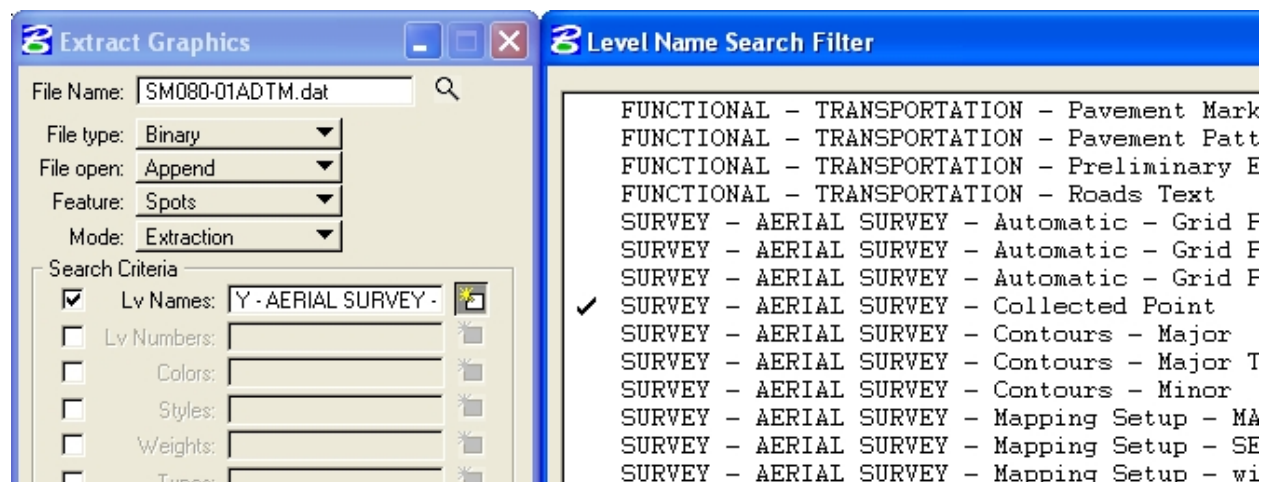 Extract Graphics
File Name: SM080-01ADTM.dat
File type: Binary
File open: Append
Feature: Spots
Mode: Extraction
Search Criteria
Lv Names: Y - AERIAL SURVEY -
Lv Numbers:
Colors:
Styles:
Weights:
Types:
Level Name Search Filter
FUNCTIONAL - TRANSPORTATION - Pavement Mark
FUNCTIONAL - TRANSPORTATION - Pavement Patt
FUNCTIONAL - TRANSPORTATION - Preliminary E
FUNCTIONAL - TRANSPORTATION - Roads Text
SURVEY - AERIAL SURVEY - Automatic - Grid F
SURVEY - AERIAL SURVEY - Automatic - Grid F
SURVEY - AERIAL SURVEY - Automatic - Grid F
✓ SURVEY - AERIAL SURVEY - Collected Point
SURVEY - AERIAL SURVEY - Contours - Major
SURVEY - AERIAL SURVEY - Contours - Major T
SURVEY - AERIAL SURVEY - Contours - Minor
SURVEY - AERIAL SURVEY - Mapping Setup - MA
SURVEY - AERIAL SURVEY - Mapping Setup - SE
SURVEY - AERIAL SURVEY - Mapping Setup - wi